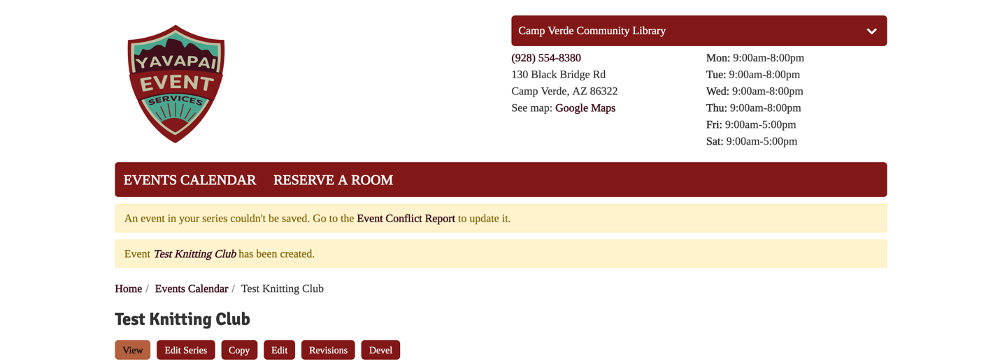 YAVAPAI
EVENT
SERVICES
Camp Verde Community Library
(928) 554-8380
130 Black Bridge Rd
Camp Verde, AZ 86322
See map: Google Maps
Mon: 9:00am-8:00pm
Tue: 9:00am-8:00pm
Wed: 9:00am-8:00pm
Thu: 9:00am-8:00pm
Fri: 9:00am-5:00pm
Sat: 9:00am-5:00pm
EVENTS CALENDAR RESERVE A ROOM
An event in your series couldn't be saved. Go to the Event Conflict Report to update it.
Event Test Knitting Club has been created.
Home / Events Calendar / Test Knitting Club
Test Knitting Club
View Edit Series Copy Edit Revisions Devel